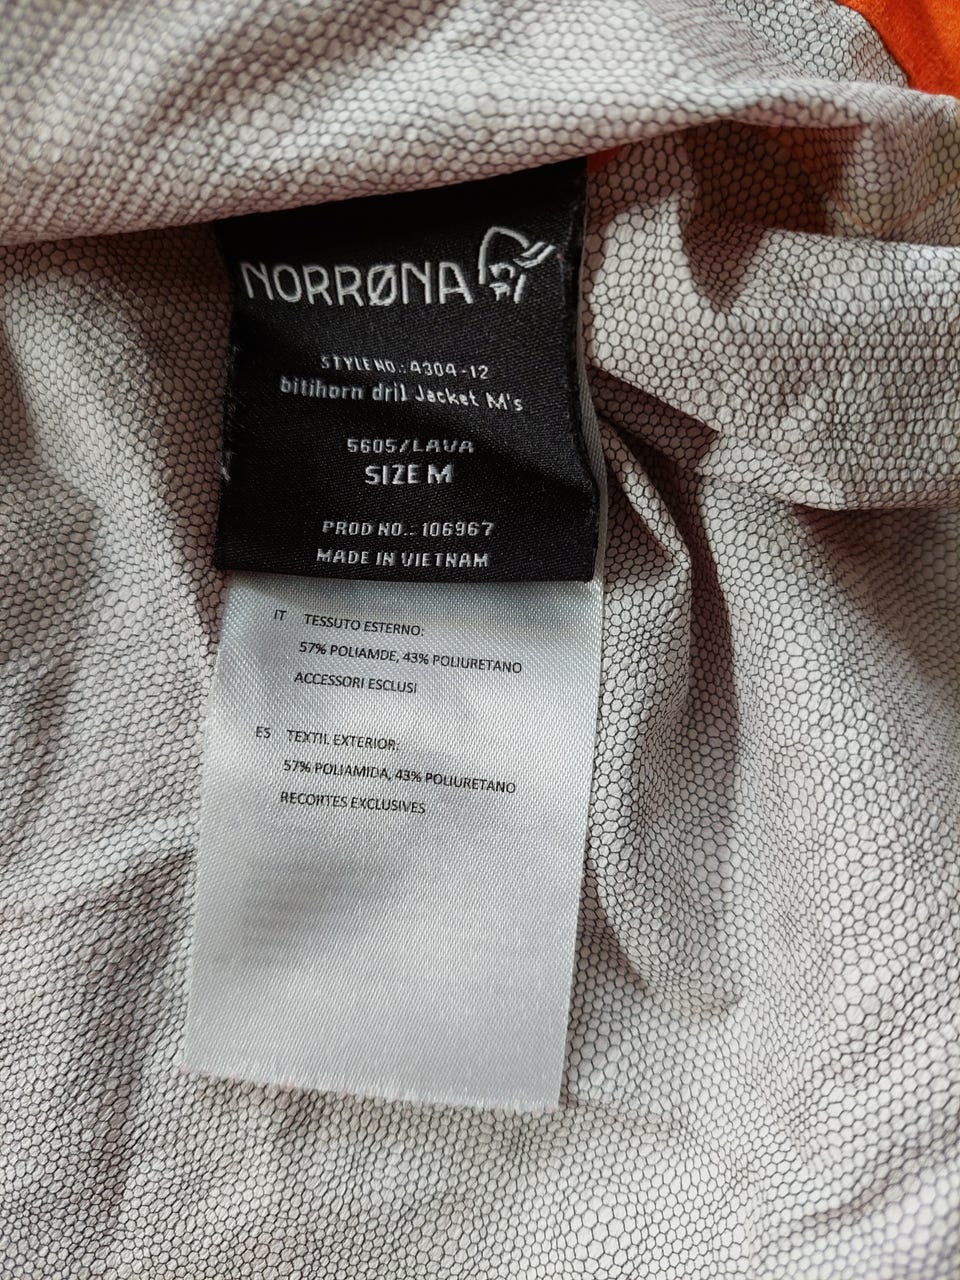 NORRØNA
STYLE NO.: 4304-12
bitihorn dri1 Jacket M's
5605/LAVA
SIZE M
PROD NO.: 106967
MADE IN VIETNAM
IT TESSUTO ESTERNO:
57% POLIAMDE, 43% POLIURETANO
ACCESSORI ESCLUSI
ES TEXTIL EXTERIOR:
57% POLIAMIDA, 43% POLIURETANO
RECORTES EXCLUSIVES